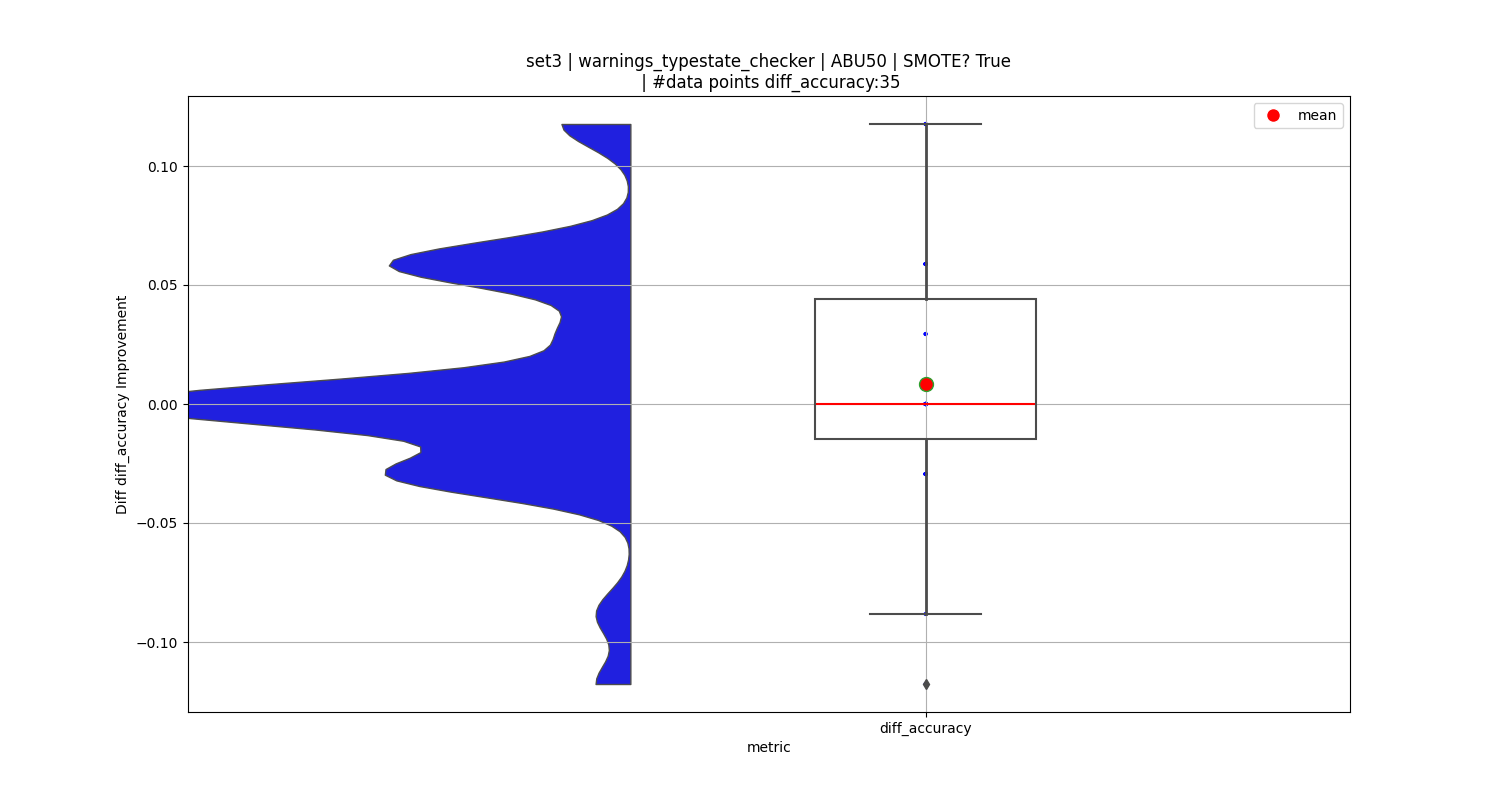 set3 | warnings_typestate_checker | ABU50 | SMOTE? True
| #data points diff_accuracy:35
mean
0.10
0.05
0.00
−0.05
−0.10
Diff diff_accuracy Improvement
diff_accuracy
metric